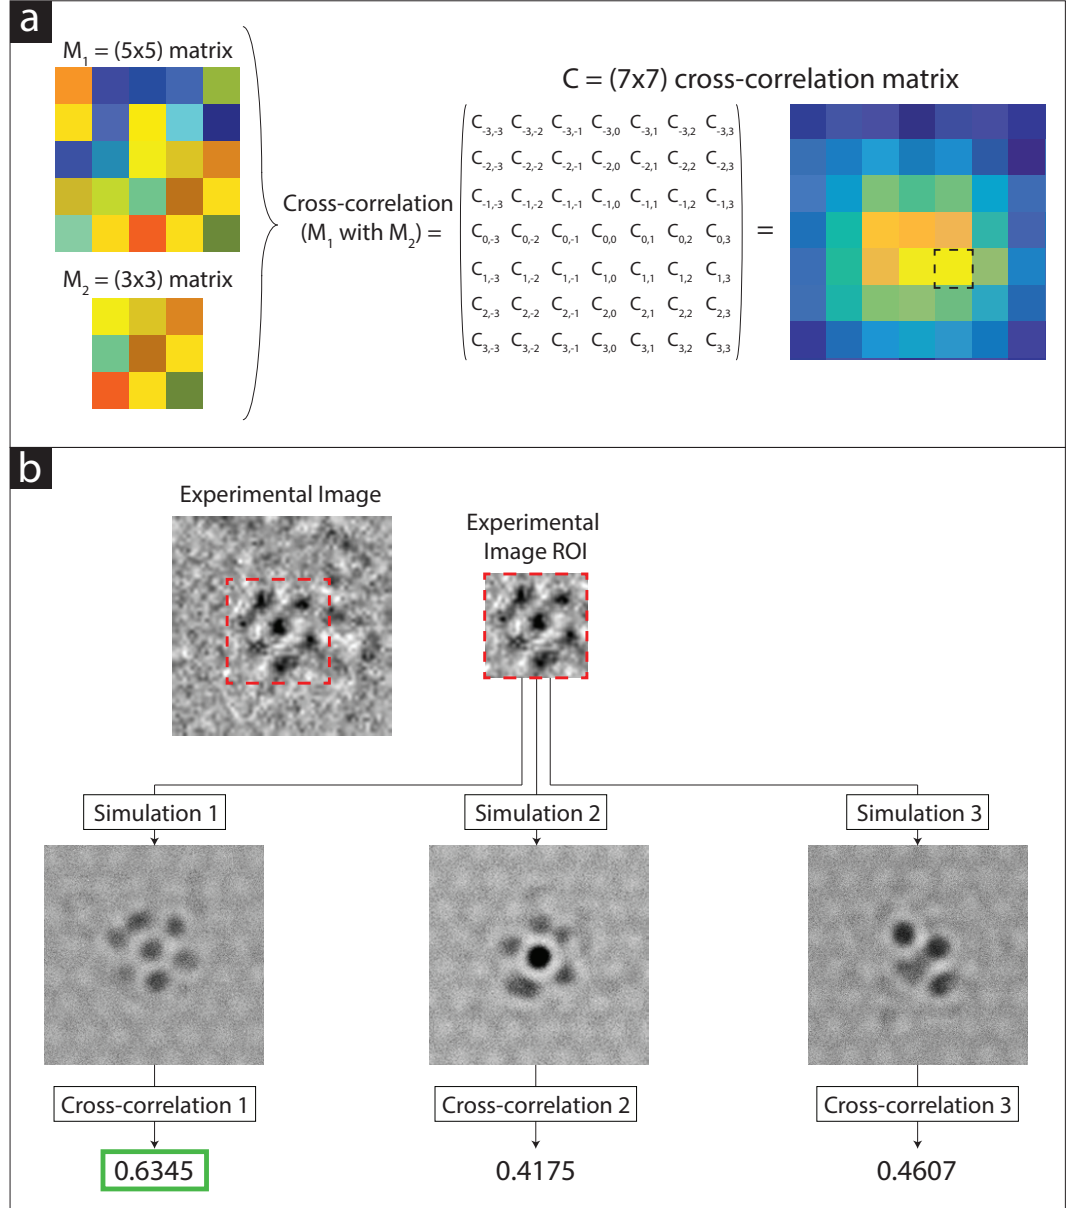 a
M₁ = (5x5) matrix
C = (7x7) cross-correlation matrix
C₋₃,₋₃ C₋₃,₋₂ C₋₃,₋₁ C₋₃,₀ C₋₃,₁ C₋₃,₂ C₋₃,₃
C₋₂,₋₃ C₋₂,₋₂ C₋₂,₋₁ C₋₂,₀ C₋₂,₁ C₋₂,₂ C₋₂,₃
C₋₁,₋₃ C₋₁,₋₂ C₋₁,₋₁ C₋₁,₀ C₋₁,₁ C₋₁,₂ C₋₁,₃
Cross-correlation
(M₁ with M₂) =
C₀,₋₃ C₀,₋₂ C₀,₋₁ C₀,₀ C₀,₁ C₀,₂ C₀,₃
=
C₁,₋₃ C₁,₋₂ C₁,₋₁ C₁,₀ C₁,₁ C₁,₂ C₁,₃
C₂,₋₃ C₂,₋₂ C₂,₋₁ C₂,₀ C₂,₁ C₂,₂ C₂,₃
C₃,₋₃ C₃,₋₂ C₃,₋₁ C₃,₀ C₃,₁ C₃,₂ C₃,₃
M₂ = (3x3) matrix
b
Experimental Image
Experimental
Image ROI
Simulation 1
Simulation 2
Simulation 3
Cross-correlation 1
Cross-correlation 2
Cross-correlation 3
0.6345
0.4175
0.4607